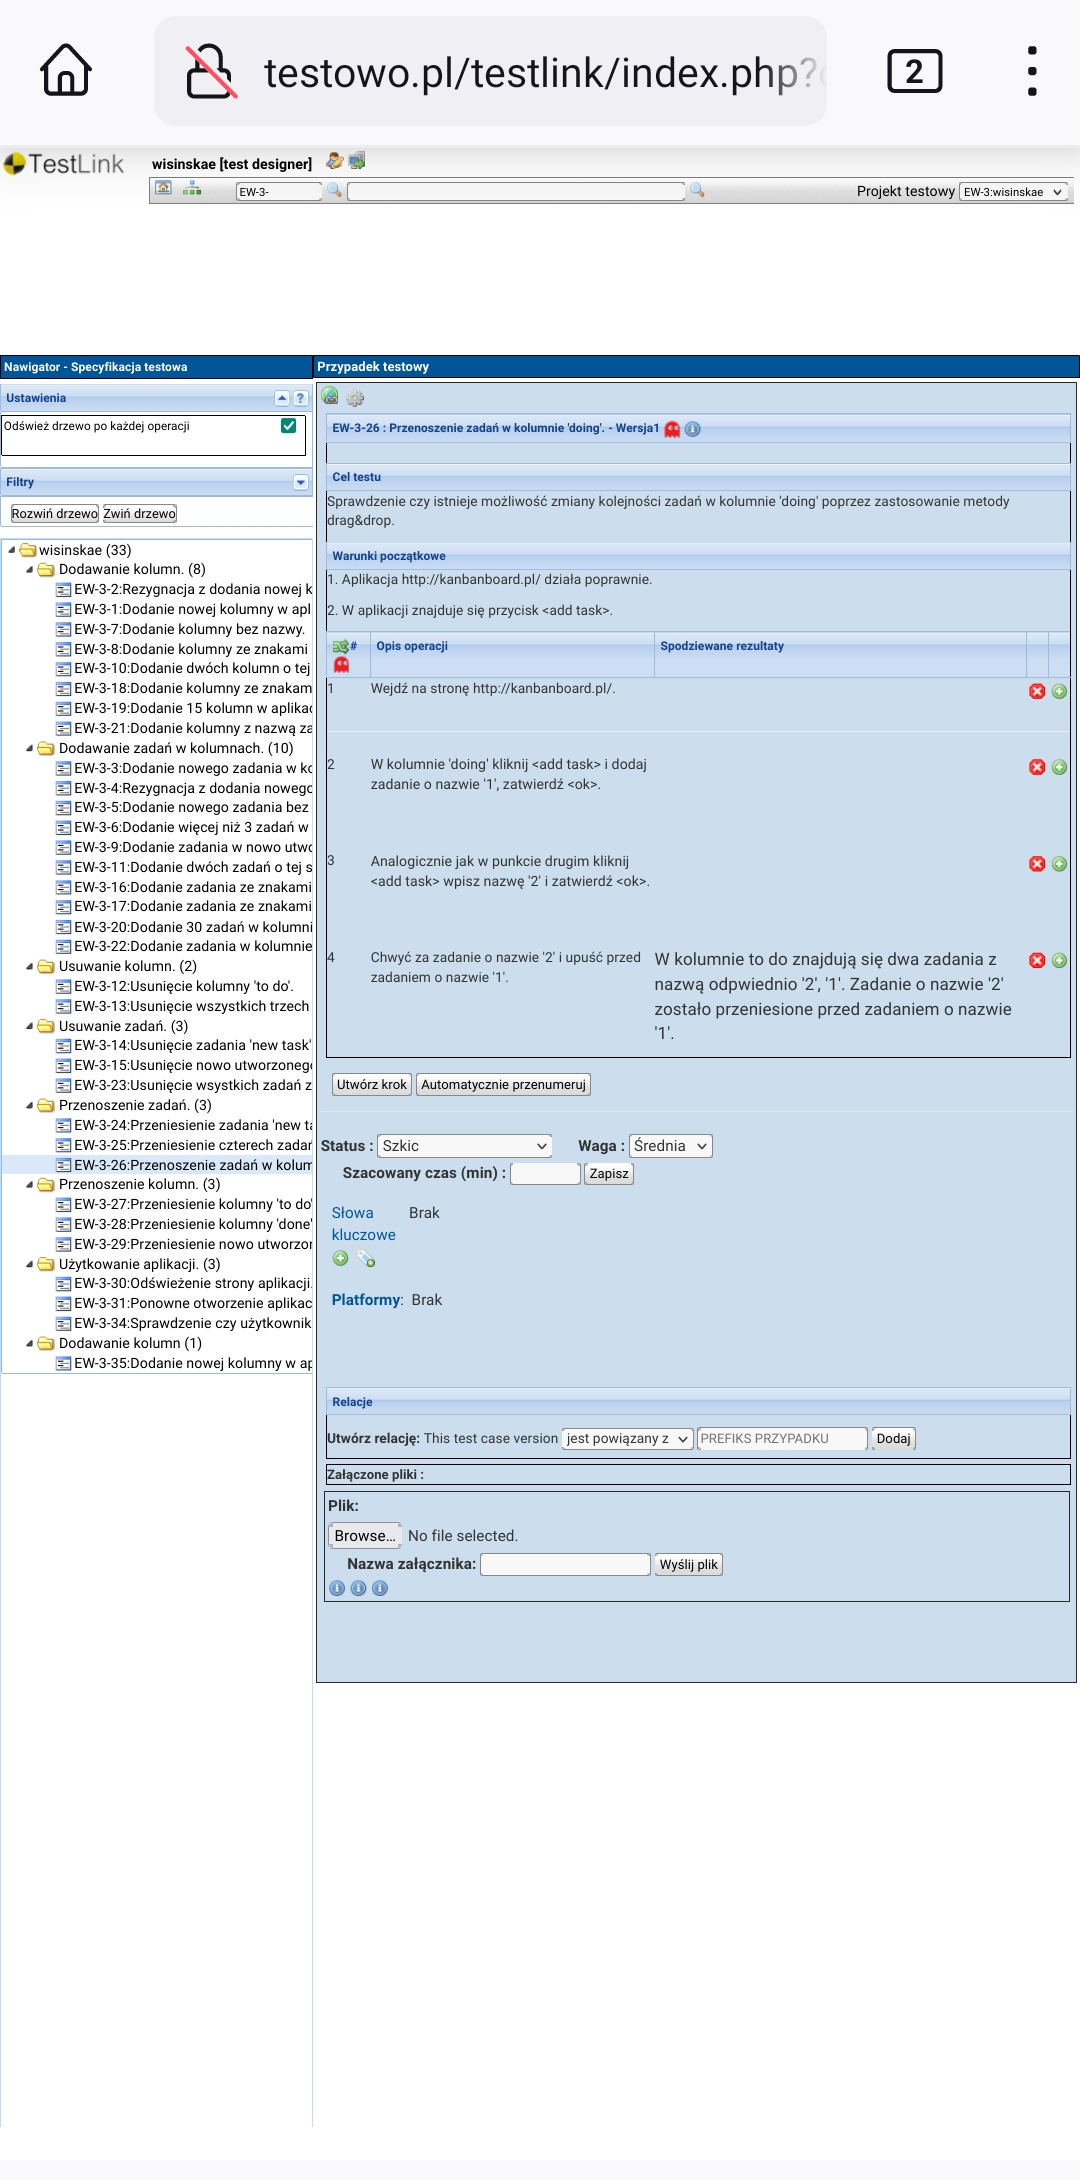 testowo.pl/testlink/index.php?
2
TestLink
wisinskae [test designer]
EW-3-
Projekt testowy EW-3:wisinskae
Nawigator - Specyfikacja testowa
Ustawienia
?
Odśwież drzewo po każdej operacji
Filtry
Rozwiń drzewo Zwiń drzewo
wisinskae (33)
Dodawanie kolumn. (8)
EW-3-2:Rezygnacja z dodania nowej k
EW-3-1:Dodanie nowej kolumny w apl
EW-3-7:Dodanie kolumny bez nazwy.
EW-3-8:Dodanie kolumny ze znakami
EW-3-10:Dodanie dwóch kolumn o tej
EW-3-18:Dodanie kolumny ze znakam
EW-3-19:Dodanie 15 kolumn w aplikac
EW-3-21:Dodanie kolumny z nazwą za
Dodawanie zadań w kolumnach. (10)
EW-3-3:Dodanie nowego zadania w ko
EW-3-4:Rezygnacja z dodania nowego
EW-3-5:Dodanie nowego zadania bez
EW-3-6:Dodanie więcej niż 3 zadań w
EW-3-9:Dodanie zadania w nowo utwo
EW-3-11:Dodanie dwóch zadań o tej s
EW-3-16:Dodanie zadania ze znakami
EW-3-17:Dodanie zadania ze znakami
EW-3-20:Dodanie 30 zadań w kolumni
EW-3-22:Dodanie zadania w kolumnie
Usuwanie kolumn. (2)
EW-3-12:Usunięcie kolumny 'to do'.
EW-3-13:Usunięcie wszystkich trzech
Usuwanie zadań. (3)
EW-3-14:Usunięcie zadania 'new task'
EW-3-15:Usunięcie nowo utworzonego
EW-3-23:Usunięcie wsystkich zadań z
Przenoszenie zadań. (3)
EW-3-24:Przeniesienie zadania 'new ta
EW-3-25:Przeniesienie czterech zadań
EW-3-26:Przenoszenie zadań w kolum
Przenoszenie kolumn. (3)
EW-3-27:Przeniesienie kolumny 'to do'
EW-3-28:Przeniesienie kolumny 'done'
EW-3-29:Przeniesienie nowo utworzor
Użytkowanie aplikacji. (3)
EW-3-30:Odświeżenie strony aplikacji.
EW-3-31:Ponowne otworzenie aplikac
EW-3-34:Sprawdzenie czy użytkownik
Dodawanie kolumn (1)
EW-3-35:Dodanie nowej kolumny w ap
Przypadek testowy
EW-3-26 : Przenoszenie zadań w kolumnie 'doing'. - Wersja1
Cel testu
Sprawdzenie czy istnieje możliwość zmiany kolejności zadań w kolumnie 'doing' poprzez zastosowanie metody
drag&drop.
Warunki początkowe
1. Aplikacja http://kanbanboard.pl/ działa poprawnie.
2. W aplikacji znajduje się przycisk <add task>.
# Opis operacji Spodziewane rezultaty
1 Wejdź na stronę http://kanbanboard.pl/.
2 W kolumnie 'doing' kliknij <add task> i dodaj
zadanie o nazwie '1', zatwierdź <ok>.
3 Analogicznie jak w punkcie drugim kliknij
<add task> wpisz nazwę '2' i zatwierdź <ok>.
4 Chwyć za zadanie o nazwie '2' i upuść przed
zadaniem o nazwie '1'.
W kolumnie to do znajdują się dwa zadania z
nazwą odpwiednio '2', '1'. Zadanie o nazwie '2'
zostało przeniesione przed zadaniem o nazwie
'1'.
Utwórz krok Automatycznie przenumeruj
Status : Szkic Waga : Średnia
Szacowany czas (min) : Zapisz
Słowa Brak
kluczowe
Platformy: Brak
Relacje
Utwórz relację: This test case version jest powiązany z PREFIKS PRZYPADKU Dodaj
Załączone pliki :
Plik:
Browse... No file selected.
Nazwa załącznika: Wyślij plik